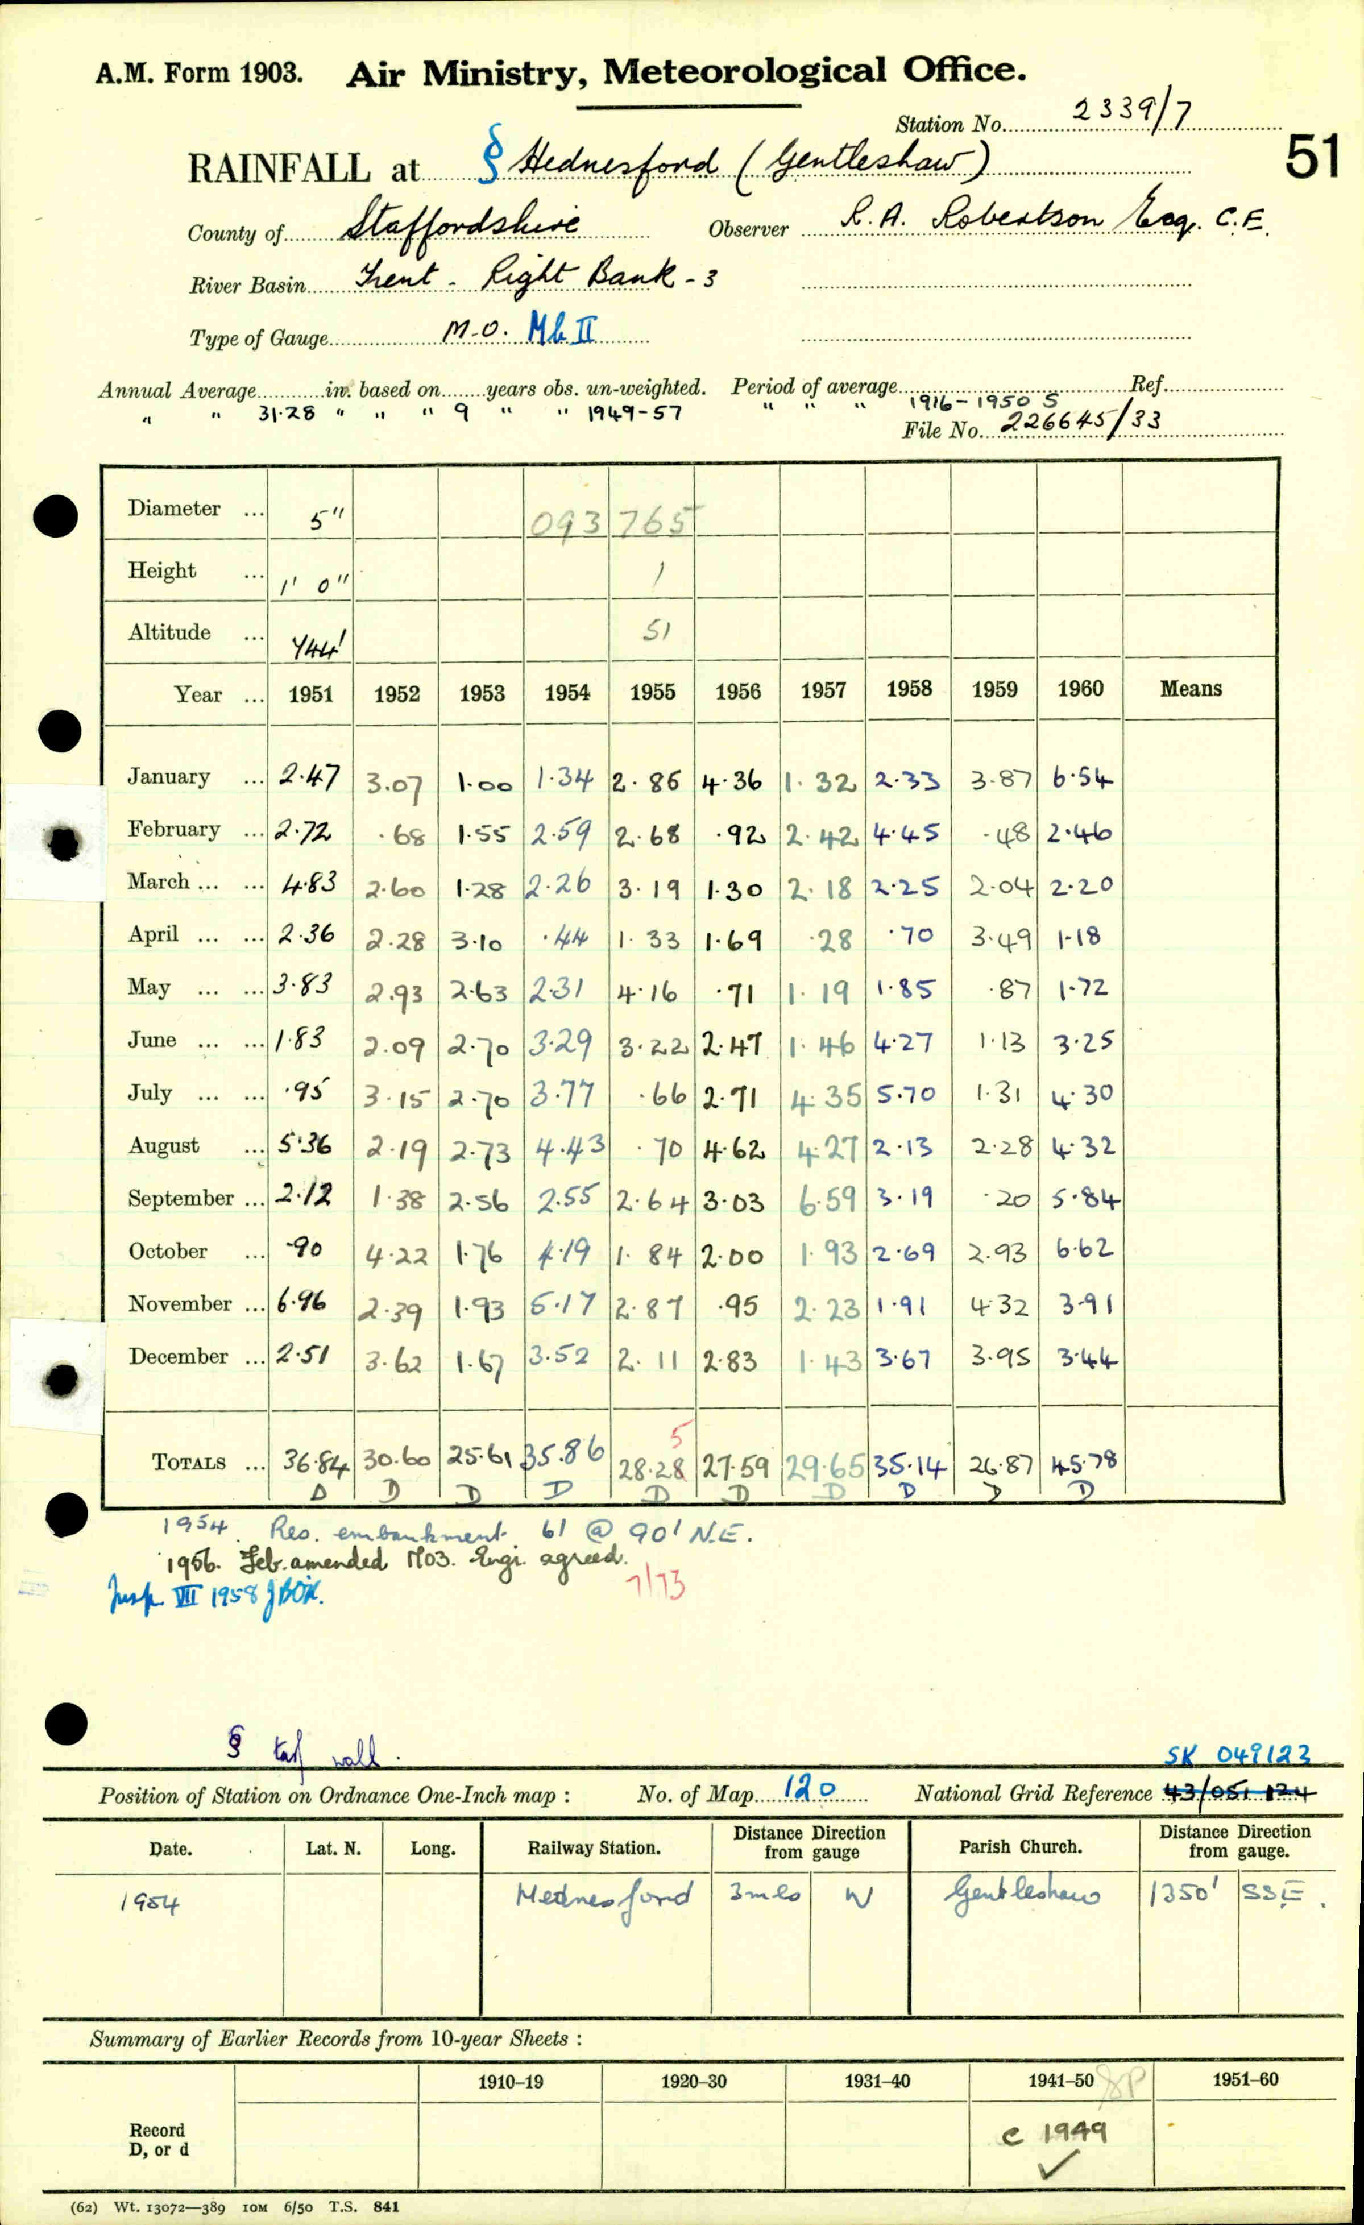 A.M. Form 1903. Air Ministry, Meteorological Office.
Station No. 2339/7
51
RAINFALL at § Hednesford (Gentleshaw)
County of Staffordshire Observer R.A. Robertson Esq. C.E.
River Basin Trent - Right Bank - 3
Type of Gauge M.O. Mk II
Annual Average in. based on years obs. un-weighted. Period of average Ref.
" " 31.28 " " " 9 " " 1949-57 " " " 1916-1950 S
File No. 226645/33
Diameter ... 5" 093 765
Height ... 1' 0" 1
Altitude ... 744' 51
Year ... 1951 1952 1953 1954 1955 1956 1957 1958 1959 1960 Means
January ... 2.47 3.07 1.00 1.34 2.86 4.36 1.32 2.33 3.87 6.54
February ... 2.72 .68 1.55 2.59 2.68 .92 2.42 4.45 .48 2.46
March ... ... 4.83 2.60 1.28 2.26 3.19 1.30 2.18 2.25 2.04 2.20
April ... ... 2.36 2.28 3.10 .44 1.33 1.69 .28 .70 3.49 1.18
May ... ... 3.83 2.93 2.63 2.31 4.16 .71 1.19 1.85 .87 1.72
June ... ... 1.83 2.09 2.70 3.29 3.22 2.47 1.46 4.27 1.13 3.25
July ... ... .95 3.15 2.70 3.77 .66 2.71 4.35 5.70 1.31 4.30
August ... 5.36 2.19 2.73 4.43 .70 4.62 4.27 2.13 2.28 4.32
September ... 2.12 1.38 2.56 2.55 2.64 3.03 6.59 3.19 .20 5.84
October ... .90 4.22 1.76 4.19 1.84 2.00 1.93 2.69 2.93 6.62
November ... 6.96 2.39 1.93 5.17 2.87 .95 2.23 1.91 4.32 3.91
December ... 2.51 3.62 1.67 3.52 2.11 2.83 1.43 3.67 3.95 3.44
5
TOTALS ... 36.84 30.60 25.61 35.86 28.28 27.59 29.65 35.14 26.87 45.78
D D D D D D D D D D
1954. Res. embankment 61 @ 90' N.E.
1956. Feb. amended M03. Engr. agreed.
7/73
Insp. VII 1958 J BOX.
§ turf wall.
SK 049123
Position of Station on Ordnance One-Inch map : No. of Map 120 National Grid Reference 43/051 124
Date. Lat. N. Long. Railway Station. Distance Direction from gauge Parish Church. Distance Direction from gauge.
1954 Hednesford 3mls W Gentleshaw 1350' SSE.
Summary of Earlier Records from 10-year Sheets :
1910–19 1920–30 1931–40 1941–50 1951–60
Record
D, or d
c 1949
✓
(62) Wt. 13072—389 10M 6/50 T.S. 841